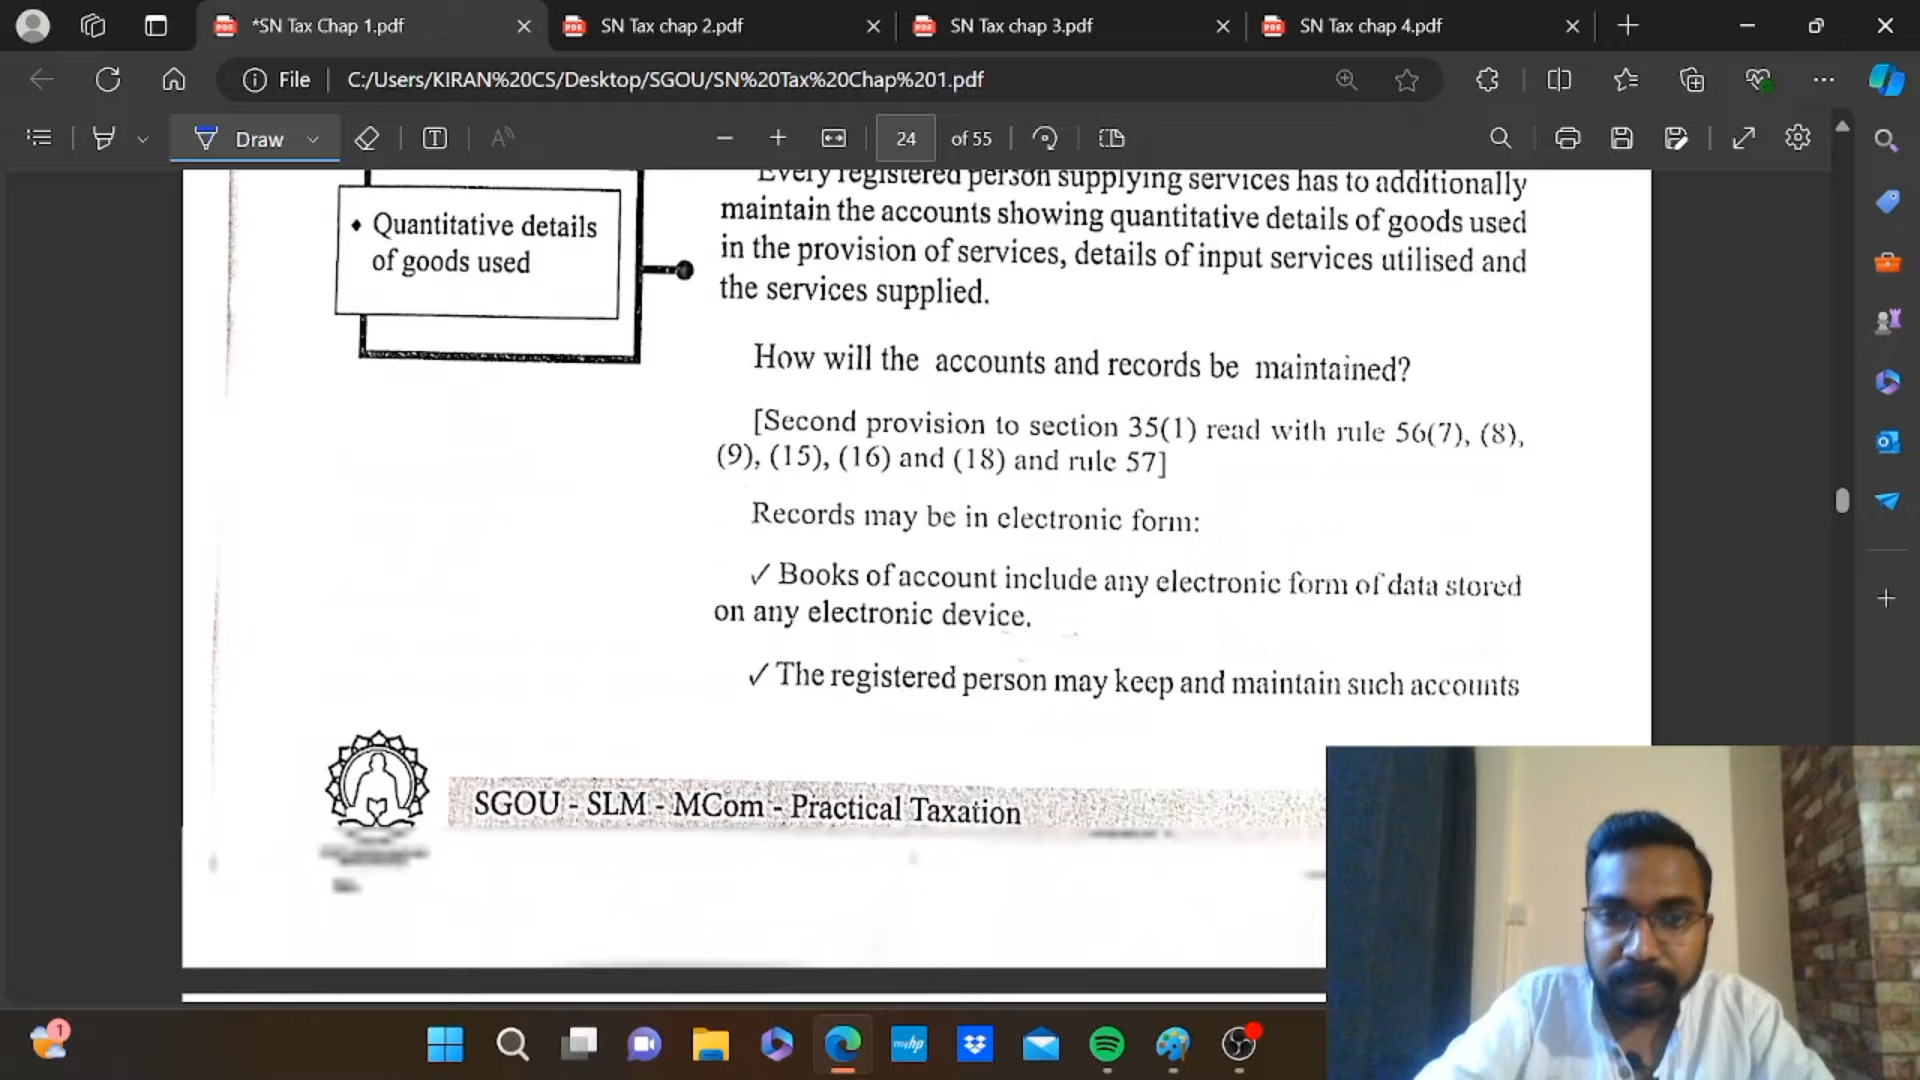 *SN Tax Chap 1.pdf
SN Tax chap 2.pdf
SN Tax chap 3.pdf
SN Tax chap 4.pdf
File
C:/Users/KIRAN%20CS/Desktop/SGOU/SN%20Tax%20Chap%201.pdf
Draw
24 of 55
Every registered person supplying services has to additionally
maintain the accounts showing quantitative details of goods used
in the provision of services, details of input services utilised and
the services supplied.
♦ Quantitative details
of goods used
How will the accounts and records be maintained?
[Second provision to section 35(1) read with rule 56(7), (8),
(9), (15), (16) and (18) and rule 57]
Records may be in electronic form:
✓ Books of account include any electronic form of data stored
on any electronic device.
✓ The registered person may keep and maintain such accounts
SGOU - SLM - MCom - Practical Taxation
1
myhp